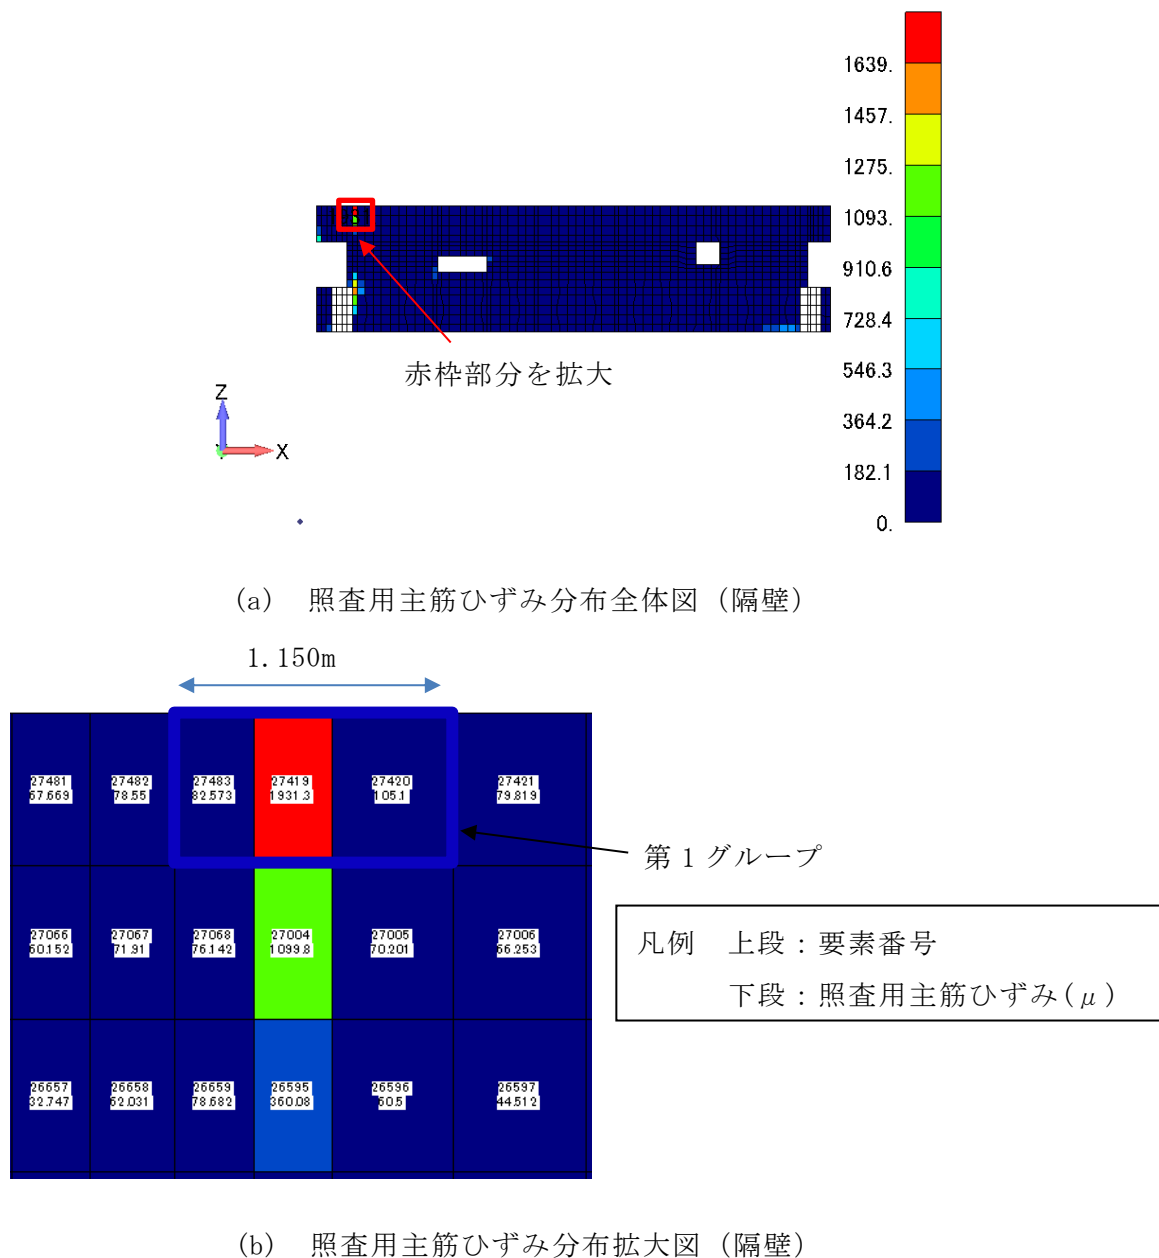 1639.
1457.
1275.
1093.
910.6
728.4
546.3
364.2
182.1
0.
赤枠部分を拡大
Z
X
Y
(a) 照査用主筋ひずみ分布全体図（隔壁）
1.150m
27481 27482 27483 27419 27420 27421
67.669 78.55 82.573 1931.3 105.1 79.819
第１グループ
27066 27067 27068 27004 27005 27006
60.152 71.91 76.142 1099.8 70.201 66.253
凡例 上段：要素番号
下段：照査用主筋ひずみ(μ)
26657 26658 26659 26595 26596 26597
32.747 62.031 78.682 360.08 60.5 44.512
(b) 照査用主筋ひずみ分布拡大図（隔壁）